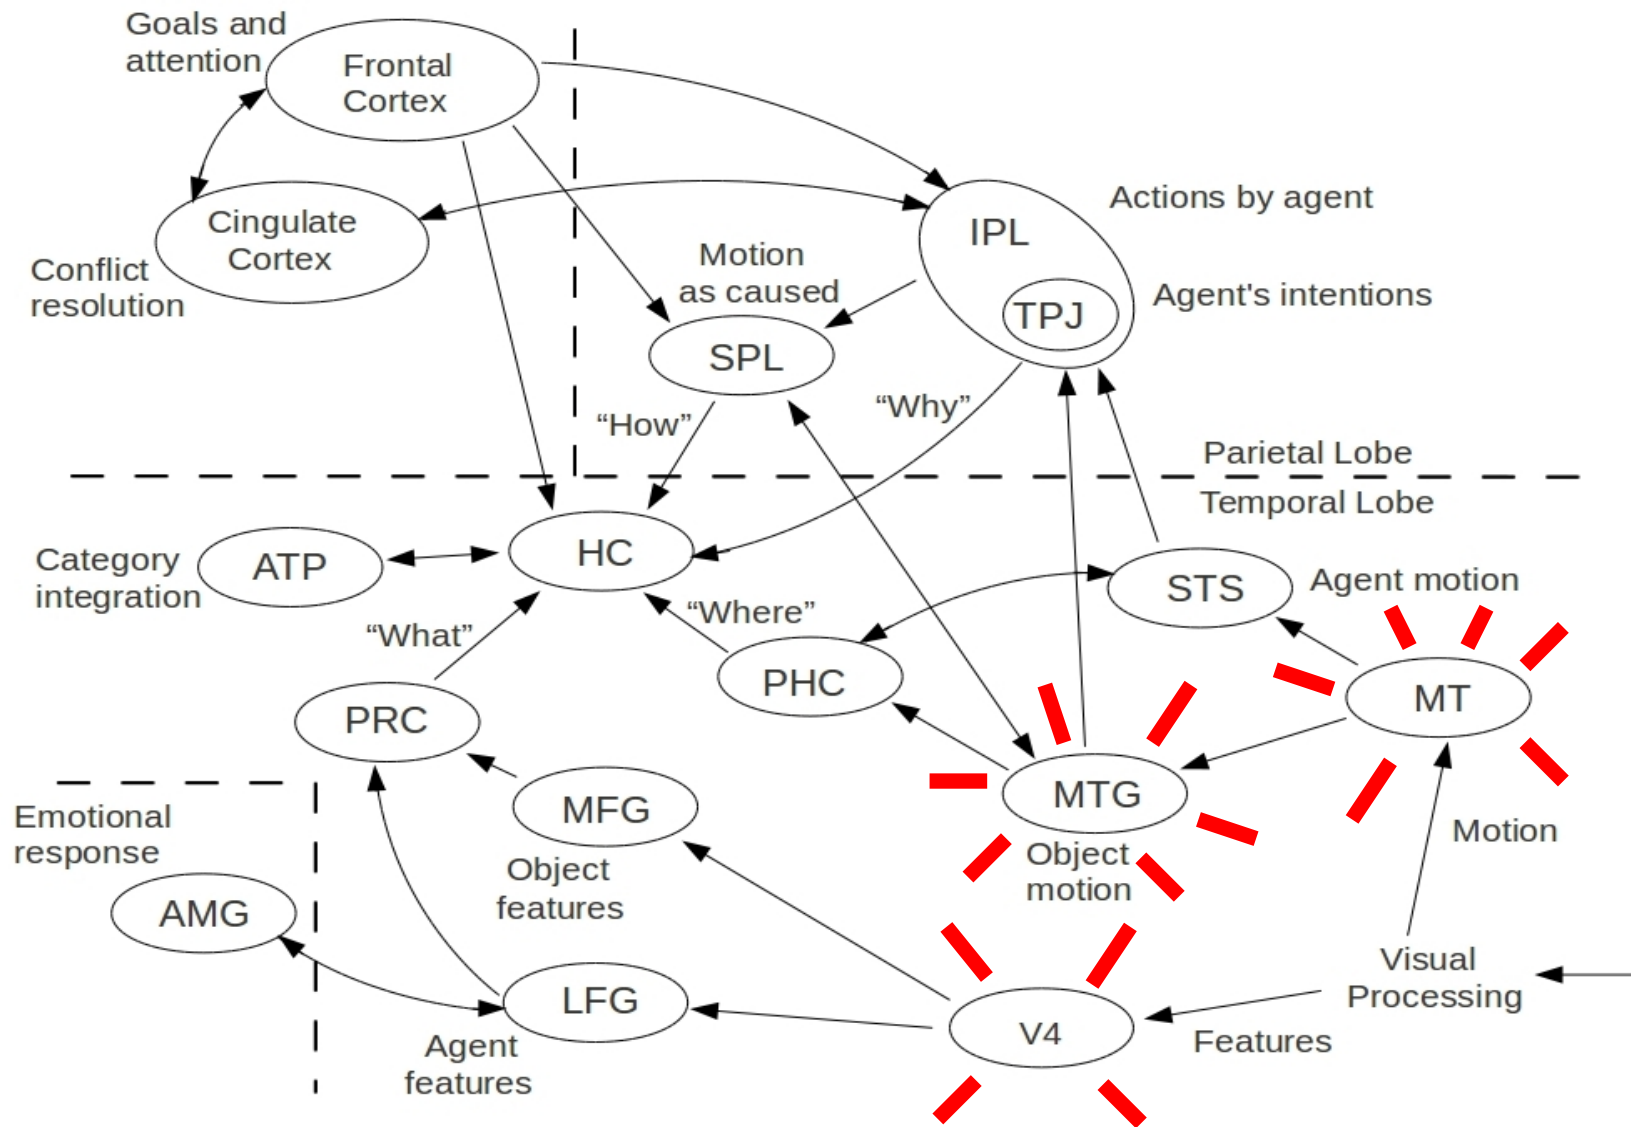 Goals and
attention
Frontal
Cortex
Cingulate
Cortex
Conflict
resolution
Actions by agent
IPL
Agent's intentions
TPJ
Motion
as caused
SPL
“How”
“Why”
Parietal Lobe
Temporal Lobe
Category
integration
ATP
HC
STS
Agent motion
“What”
“Where”
PHC
MT
PRC
MTG
Object
motion
MFG
Object
features
Motion
Emotional
response
AMG
LFG
Agent
features
V4
Visual
Processing
Features